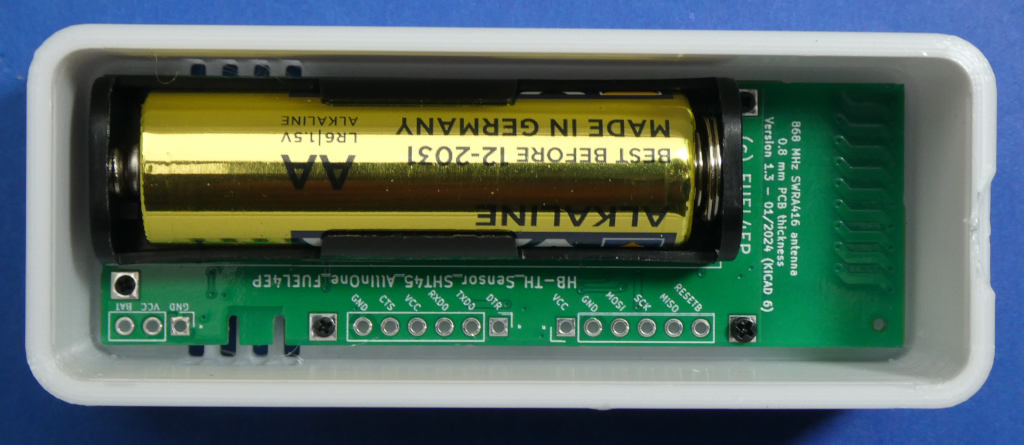 868 MHz SWRA416 antenna
0.8 mm PCB thickness
Version 1.3 – 01/2024 (KICAD 6)
(c) FUEL4EP
ALKALINE
BEST BEFORE 12-2031
MADE IN GERMANY
AA
LR6|1.5V
ALKALINE
HB-TH_Sensor_SHT45_AllInOne_FUEL4EP
BAT VCC GND
GND CTS VCC RXD0 TXD0 DTR
VCC GND MOSI SCK MISO RESETB